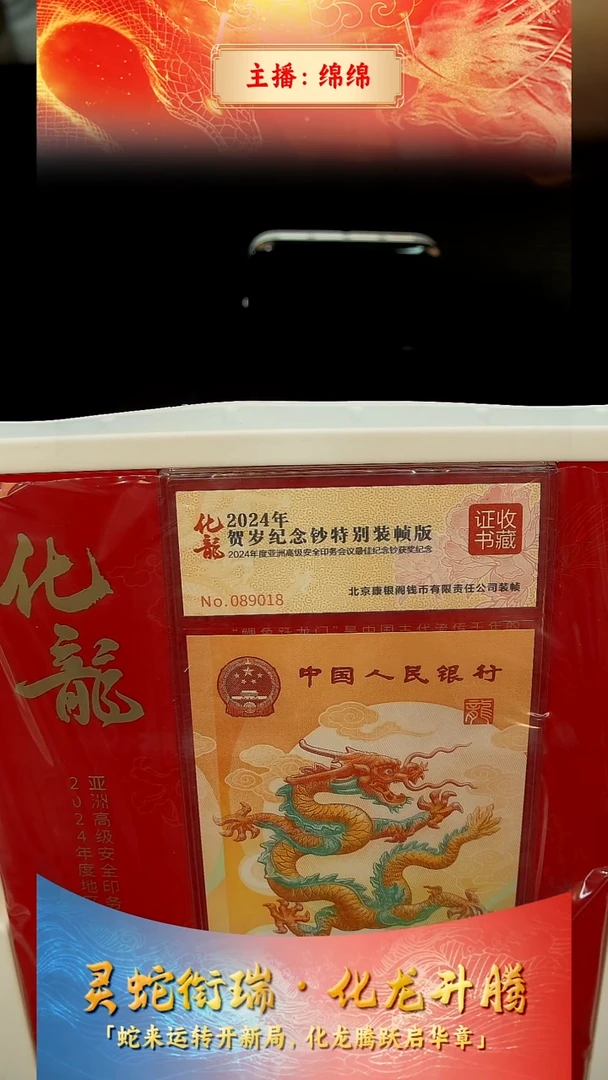 主播：绵绵
化龍
2024年
贺岁纪念钞特别装帧版
2024年度亚洲高级安全印务会议最佳纪念钞获奖纪念
收藏证书
No.089018
北京康银阁钱币有限责任公司装帧
中国人民银行
龍
化龍
亚洲高级安全印务
2024年度地
灵蛇衔瑞·化龙升腾
「蛇来运转开新局，化龙腾跃启华章」